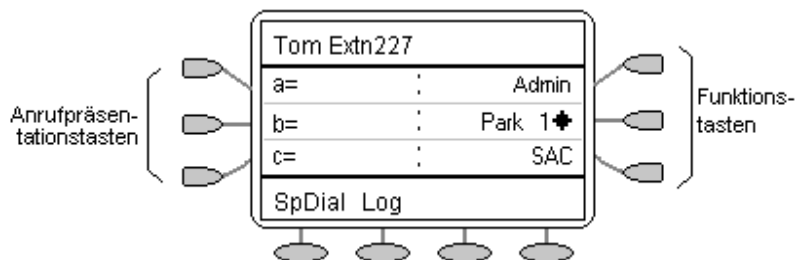 Tom Extn227
a= : Admin
b= : Park 1
c= : SAC
SpDial Log
Anrufpräsen-
tationstasten
Funktions-
tasten